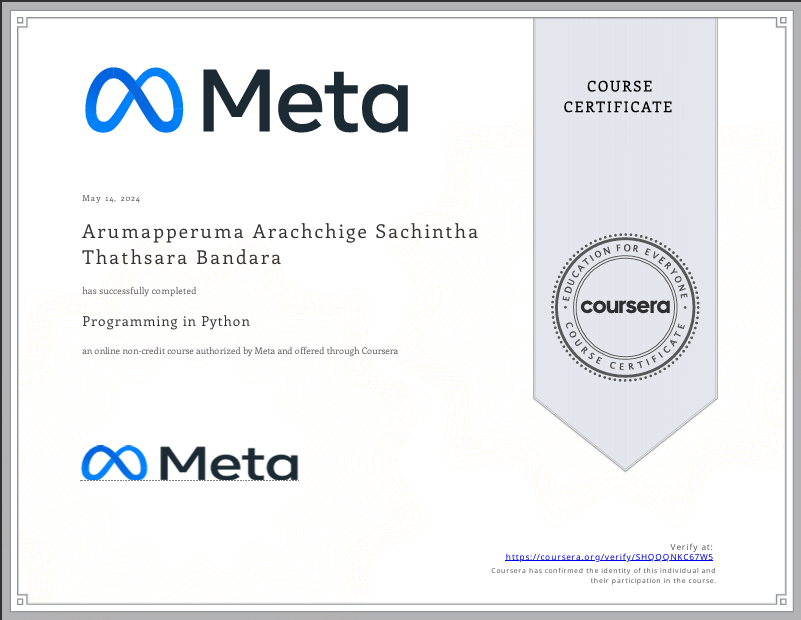 Meta
COURSE
CERTIFICATE
May 14, 2024
Arumapperuma Arachchige Sachintha
Thathsara Bandara
has successfully completed
Programming in Python
an online non-credit course authorized by Meta and offered through Coursera
EDUCATION FOR EVERYONE
coursera
COURSE CERTIFICATE
Meta
Verify at:
https://coursera.org/verify/SHQQQNKC67W5
Coursera has confirmed the identity of this individual and
their participation in the course.